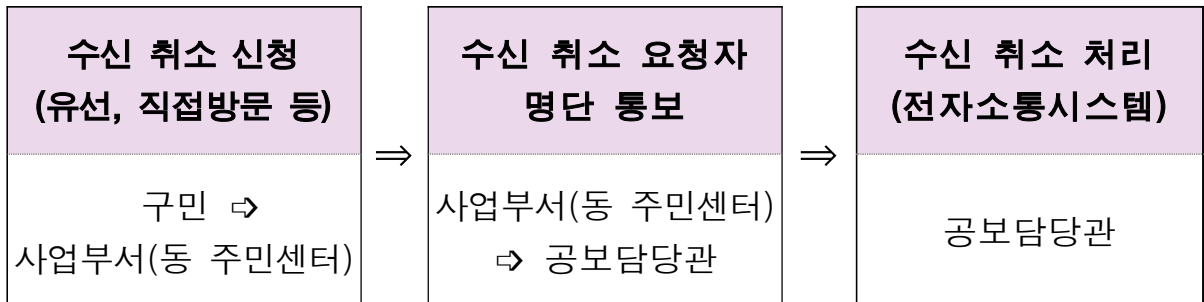 수신 취소 신청
(유선, 직접방문 등)
구민 ➩
사업부서(동 주민센터)
⇒
수신 취소 요청자
명단 통보
사업부서(동 주민센터)
➩ 공보담당관
⇒
수신 취소 처리
(전자소통시스템)
공보담당관